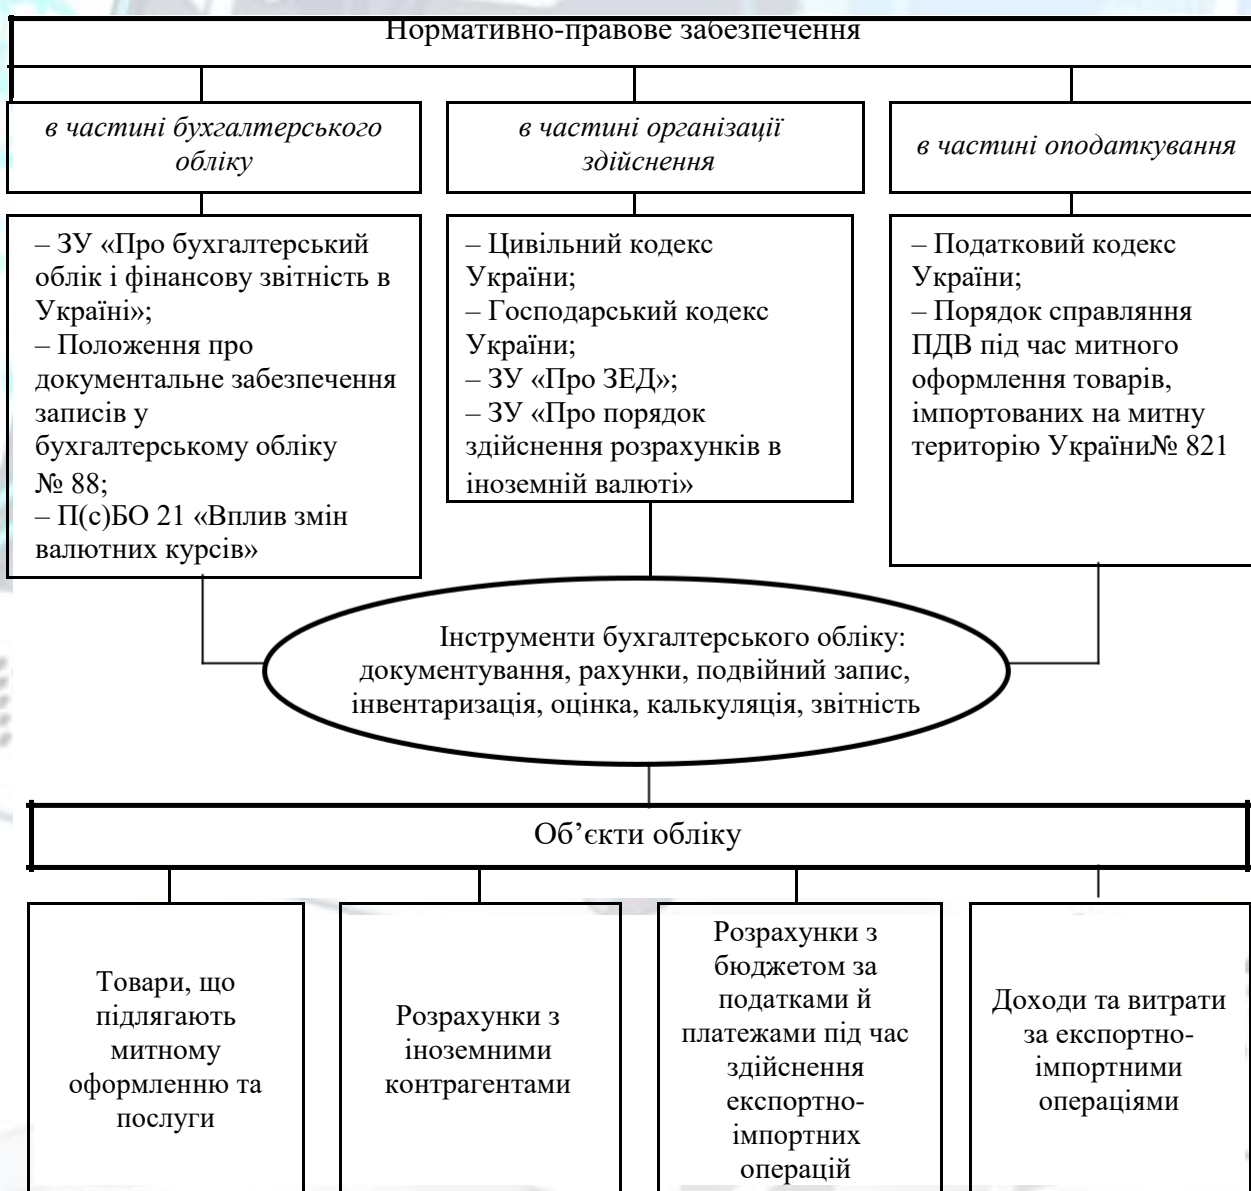 Нормативно-правове забезпечення
в частині бухгалтерського
обліку
в частині організації
здійснення
в частині оподаткування
– ЗУ «Про бухгалтерський
облік і фінансову звітність в
Україні»;
– Положення про
документальне забезпечення
записів у
бухгалтерському обліку
№ 88;
– П(с)БО 21 «Вплив змін
валютних курсів»
– Цивільний кодекс
України;
– Господарський кодекс
України;
– ЗУ «Про ЗЕД»;
– ЗУ «Про порядок
здійснення розрахунків в
іноземній валюті»
– Податковий кодекс
України;
– Порядок справляння
ПДВ під час митного
оформлення товарів,
імпортованих на митну
територію України№ 821
Інструменти бухгалтерського обліку:
документування, рахунки, подвійний запис,
інвентаризація, оцінка, калькуляція, звітність
Об’єкти обліку
Товари, що
підлягають
митному
оформленню та
послуги
Розрахунки з
іноземними
контрагентами
Розрахунки з
бюджетом за
податками й
платежами під час
здійснення
експортно-
імпортних
операцій
Доходи та витрати
за експортно-
імпортними
операціями